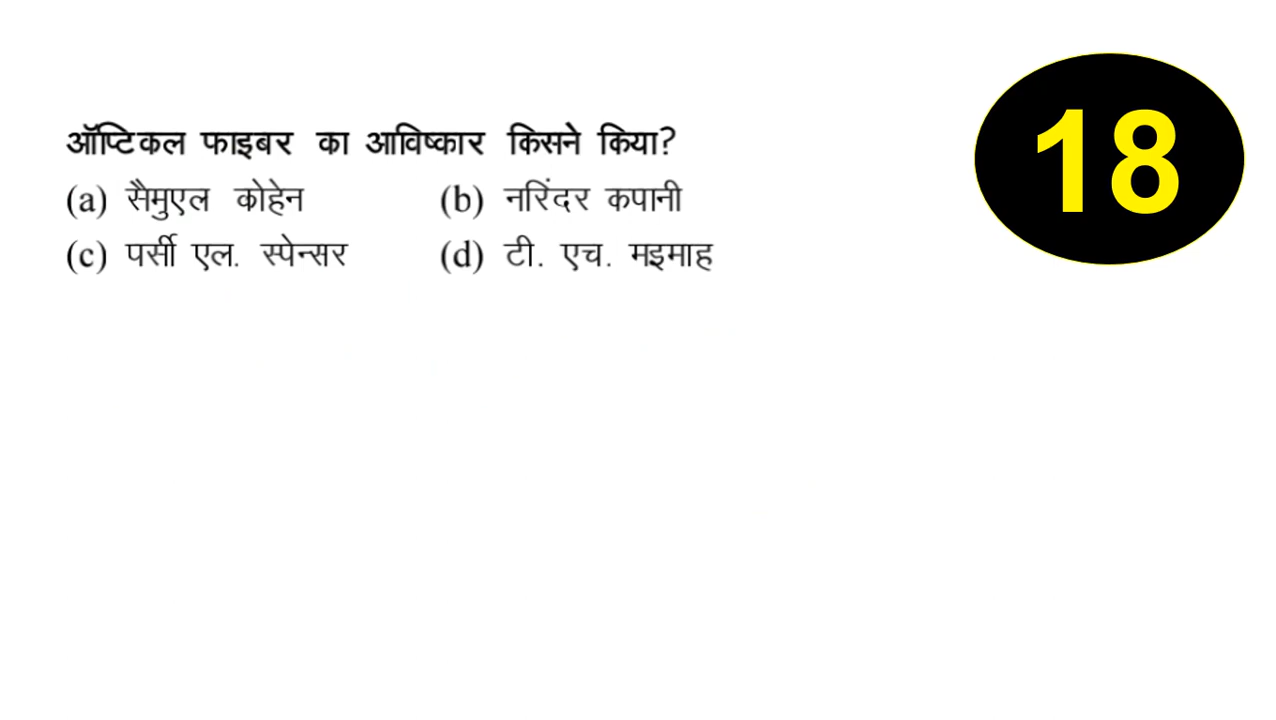 ऑप्टिकल फाइबर का आविष्कार किसने किया?
(a) सैमुएल कोहेन (b) नरिंदर कपानी
(c) पर्सी एल. स्पेन्सर (d) टी. एच. मइमाह
18